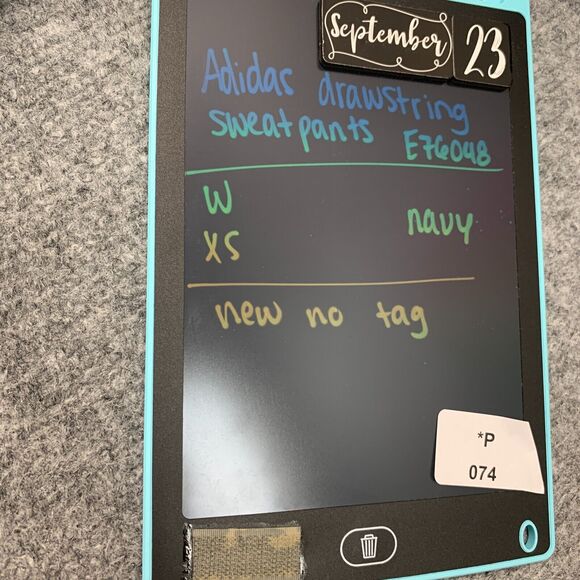 September 23
Adidas drawstring
sweatpants E76048
W
navy
XS
new no tag
*P
074